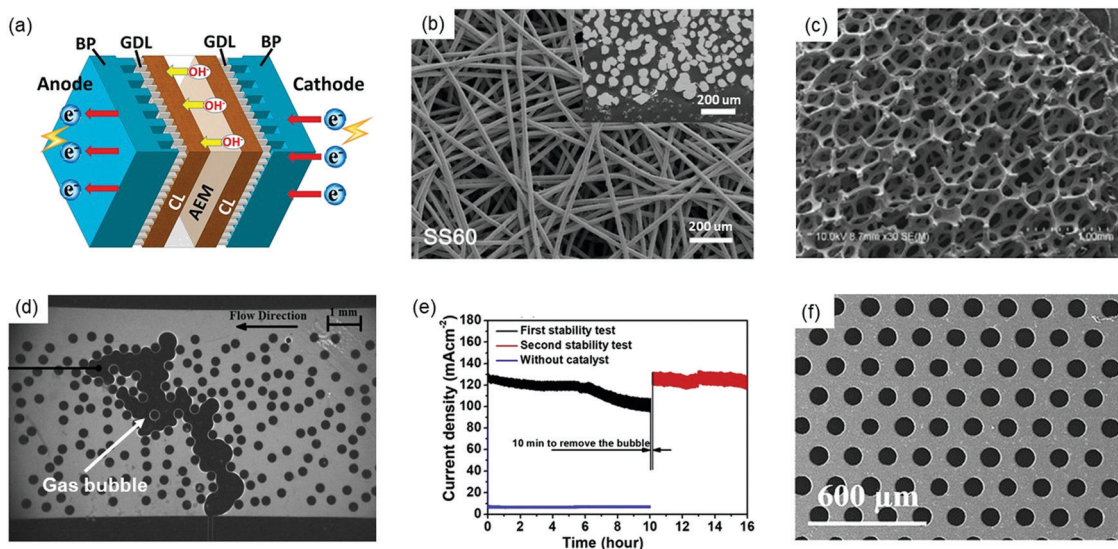 (a)
BP GDL GDL BP
Anode
Cathode
OH-
OH-
OH-
e-
e-
e-
e-
e-
e-
CL
AEM
CL
(b)
200 um
SS60
200 um
(c)
10.0kV 8.7mm x30 SE(M)
1.00mm
(d)
Flow Direction
1 mm
Gas bubble
(e)
Current density (mAcm-2)
180
160
140
120
100
80
60
40
20
0
First stability test
Second stability test
Without catalyst
10 min to remove the bubble
0 2 4 6 8 10 12 14 16
Time (hour)
(f)
600 μm